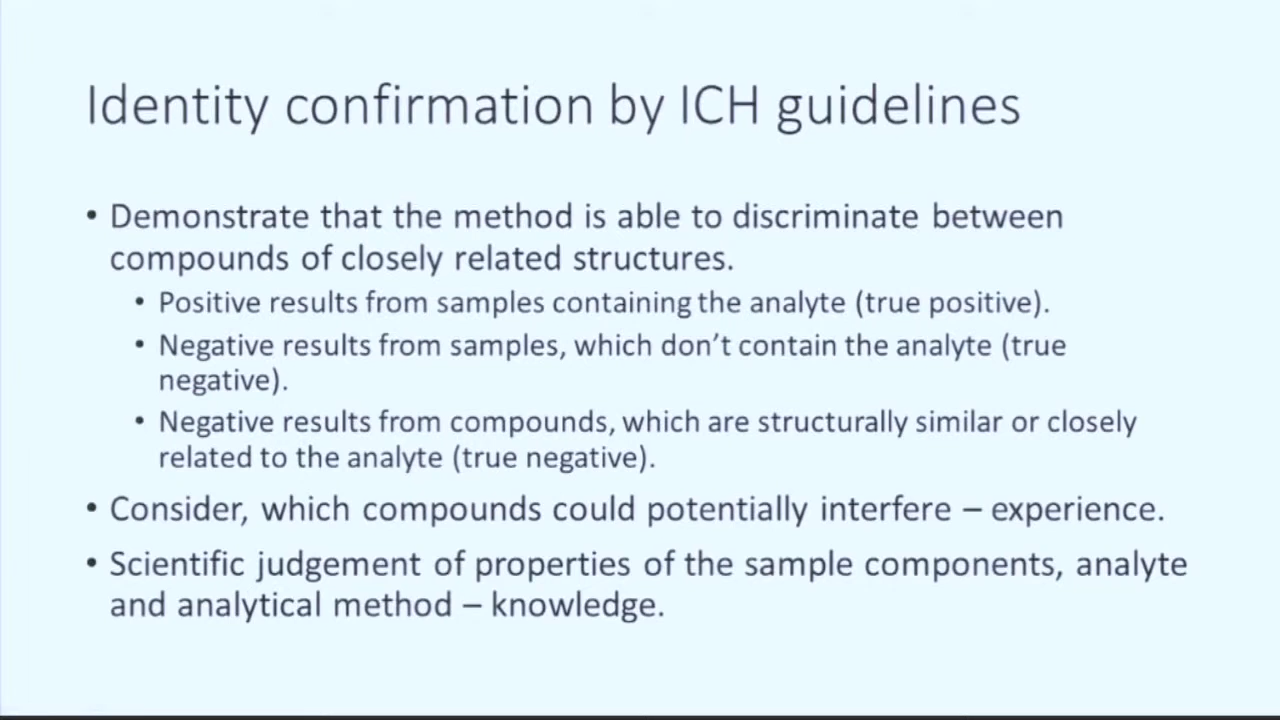 Identity confirmation by ICH guidelines
• Demonstrate that the method is able to discriminate between
compounds of closely related structures.
• Positive results from samples containing the analyte (true positive).
• Negative results from samples, which don’t contain the analyte (true
negative).
• Negative results from compounds, which are structurally similar or closely
related to the analyte (true negative).
• Consider, which compounds could potentially interfere – experience.
• Scientific judgement of properties of the sample components, analyte
and analytical method – knowledge.